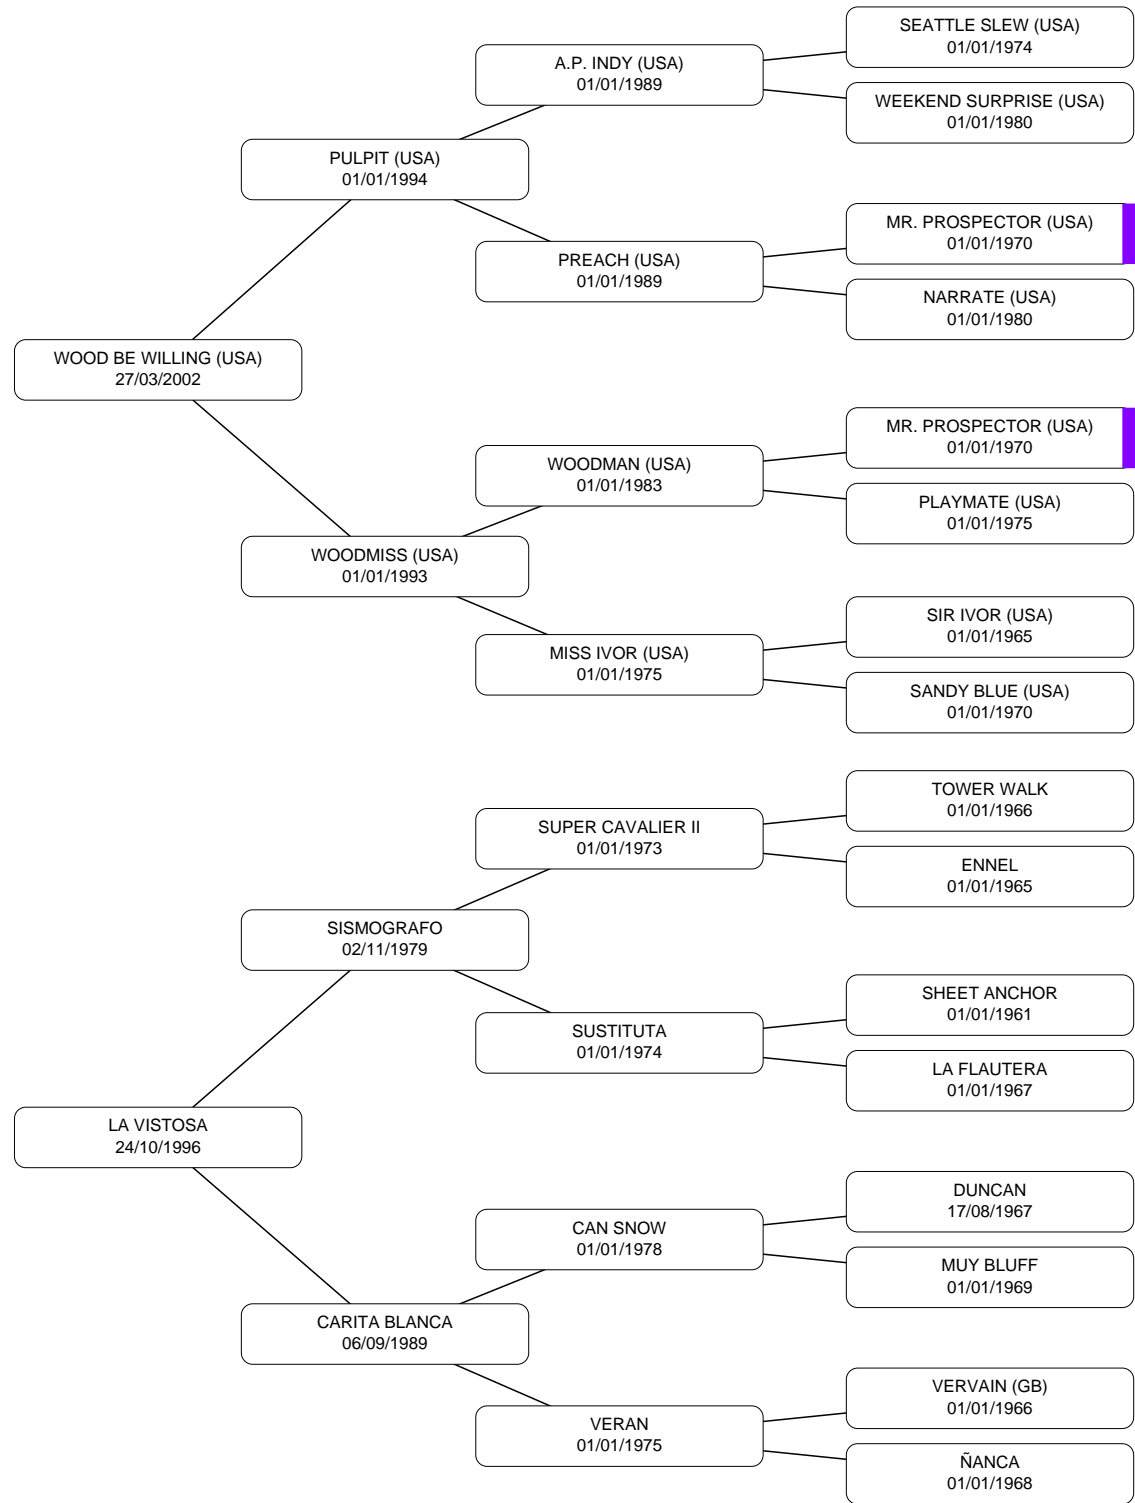 SEATTLE SLEW (USA)
01/01/1974
A.P. INDY (USA)
01/01/1989
WEEKEND SURPRISE (USA)
01/01/1980
PULPIT (USA)
01/01/1994
MR. PROSPECTOR (USA)
01/01/1970
PREACH (USA)
01/01/1989
NARRATE (USA)
01/01/1980
WOOD BE WILLING (USA)
27/03/2002
MR. PROSPECTOR (USA)
01/01/1970
WOODMAN (USA)
01/01/1983
PLAYMATE (USA)
01/01/1975
WOODMISS (USA)
01/01/1993
SIR IVOR (USA)
01/01/1965
MISS IVOR (USA)
01/01/1975
SANDY BLUE (USA)
01/01/1970
TOWER WALK
01/01/1966
SUPER CAVALIER II
01/01/1973
ENNEL
01/01/1965
SISMOGRAFO
02/11/1979
SHEET ANCHOR
01/01/1961
SUSTITUTA
01/01/1974
LA FLAUTERA
01/01/1967
LA VISTOSA
24/10/1996
DUNCAN
17/08/1967
CAN SNOW
01/01/1978
MUY BLUFF
01/01/1969
CARITA BLANCA
06/09/1989
VERVAIN (GB)
01/01/1966
VERAN
01/01/1975
ÑANCA
01/01/1968